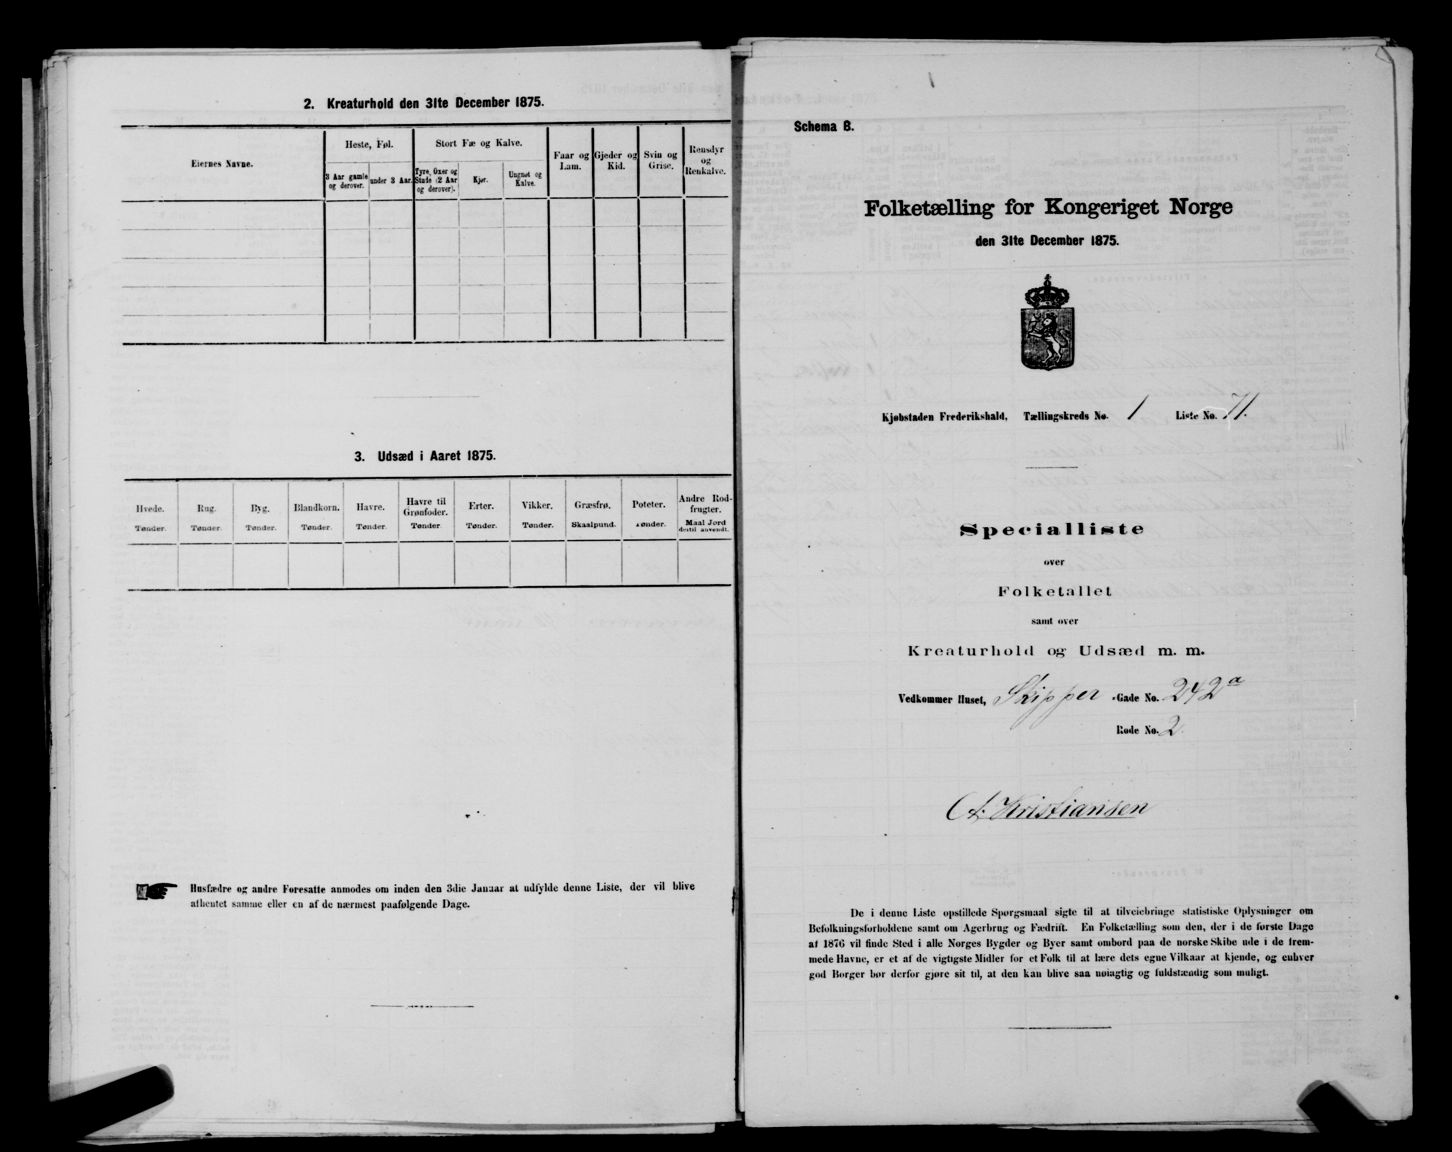 2. Kreaturhold den 31te December 1875.
Eiernes Navne.
Heste, Føl.
Stort Fæ og Kalve.
Faar og Lam.
Gjeder og Kid.
Svin og Grise.
Rensdyr og Renkalve.
3 Aar gamle og derover.
under 3 Aar.
Tyre, Oxer og Stude (2 Aar og derover).
Kjør.
Ungnøt og Kalve.
3. Udsæd i Aaret 1875.
Hvede.
Rug.
Byg.
Blandkorn.
Havre.
Havre til Grønfoder.
Erter.
Vikker.
Græsfrø.
Poteter.
Andre Rodfrugter.
Tønder.
Tønder.
Tønder.
Tønder.
Tønder.
Tønder
Tønder.
Tønder.
Skaalpund.
Tønder.
Maal Jord dertil anvendt.
Husfædre og andre Foresatte anmodes om inden den 3die Januar at udfylde denne Liste, der vil blive
afhentet samme eller en af de nærmest paafølgende Dage.
Schema B.
Folketælling for Kongeriget Norge
den 31te December 1875.
Kjøbstaden Frederikshald, Tællingskreds No. 1 Liste No. 71.
Specialliste
over
Folketallet
samt over
Kreaturhold og Udsæd m. m.
Vedkommer Huset, Skipper -Gade No. 242a
Rode No. 2
A. Kristiansen
De i denne Liste opstillede Spørgsmaal sigte til at tilveiebringe statistiske Oplysninger om
Befolkningsforholdene samt om Agerbrug og Fædrift. En Folketælling som den, der i de første Dage
af 1876 vil finde Sted i alle Norges Bygder og Byer samt ombord paa de norske Skibe ude i de frem-
mede Havne, er et af de vigtigste Midler for et Folk til at lære dets egne Vilkaar at kjende, og enhver
god Borger bør derfor gjøre sit til, at den kan blive saa nøiagtig og fuldstændig som muligt.